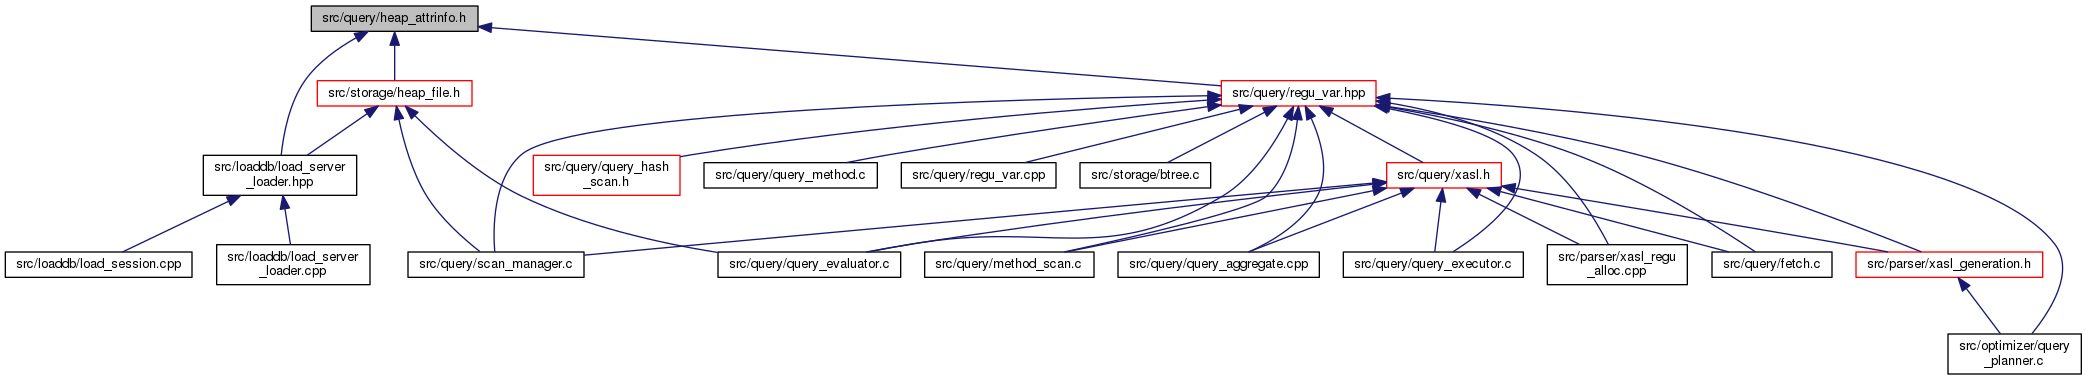 src/query/heap_attrinfo.h
src/storage/heap_file.h
src/query/regu_var.hpp
src/loaddb/load_server
_loader.hpp
src/query/query_hash
_scan.h
src/query/query_method.c
src/query/regu_var.cpp
src/storage/btree.c
src/query/xasl.h
src/loaddb/load_session.cpp
src/loaddb/load_server
_loader.cpp
src/query/scan_manager.c
src/query/query_evaluator.c
src/query/method_scan.c
src/query/query_aggregate.cpp
src/query/query_executor.c
src/parser/xasl_regu
_alloc.cpp
src/query/fetch.c
src/parser/xasl_generation.h
src/optimizer/query
_planner.c